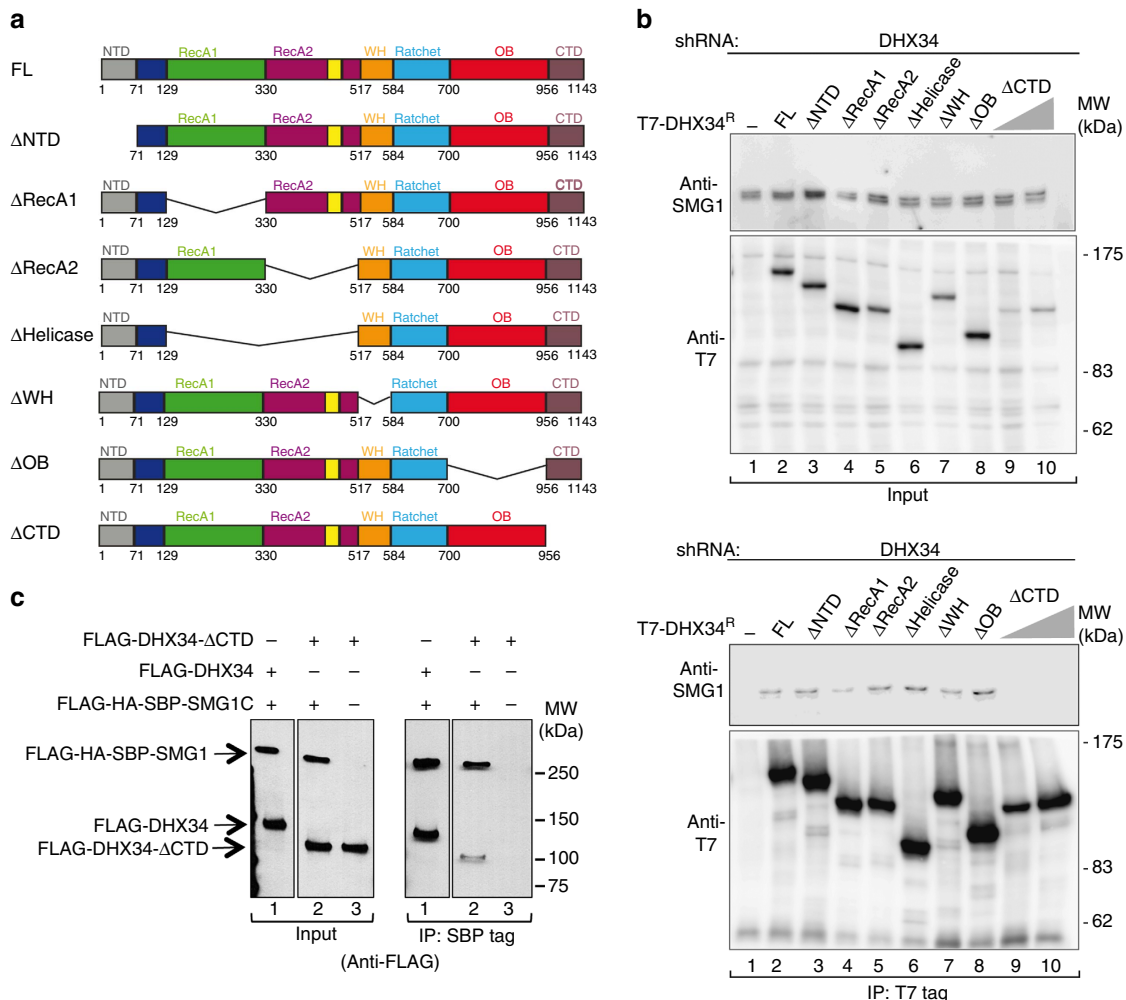 a
NTD RecA1 RecA2 WH Ratchet OB CTD
FL
1 71 129 330 517 584 700 956 1143
RecA1 RecA2 WH Ratchet OB CTD
ΔNTD
71 129 330 517 584 700 956 1143
NTD RecA2 WH Ratchet OB CTD
ΔRecA1
1 71 129 330 517 584 700 956 1143
NTD RecA1 WH Ratchet OB CTD
ΔRecA2
1 71 129 330 517 584 700 956 1143
NTD WH Ratchet OB CTD
ΔHelicase
1 71 129 517 584 700 956 1143
NTD RecA1 RecA2 Ratchet OB CTD
ΔWH
1 71 129 330 517 584 700 956 1143
NTD RecA1 RecA2 WH Ratchet CTD
ΔOB
1 71 129 330 517 584 700 956 1143
NTD RecA1 RecA2 WH Ratchet OB
ΔCTD
1 71 129 330 517 584 700 956
b
shRNA: DHX34
T7-DHX34R – FL ΔNTD ΔRecA1 ΔRecA2 ΔHelicase ΔWH ΔOB ΔCTD MW (kDa)
Anti-SMG1
Anti-T7
- 175
- 83
- 62
1 2 3 4 5 6 7 8 9 10
Input
shRNA: DHX34
T7-DHX34R – FL ΔNTD ΔRecA1 ΔRecA2 ΔHelicase ΔWH ΔOB ΔCTD MW (kDa)
Anti-SMG1
Anti-T7
- 175
- 83
- 62
1 2 3 4 5 6 7 8 9 10
IP: T7 tag
c
FLAG-DHX34-ΔCTD – + + – + +
FLAG-DHX34 + – – + – –
FLAG-HA-SBP-SMG1C + + – + + –
MW (kDa)
FLAG-HA-SBP-SMG1
FLAG-DHX34
FLAG-DHX34-ΔCTD
250
150
100
75
1 2 3 1 2 3
Input IP: SBP tag
(Anti-FLAG)